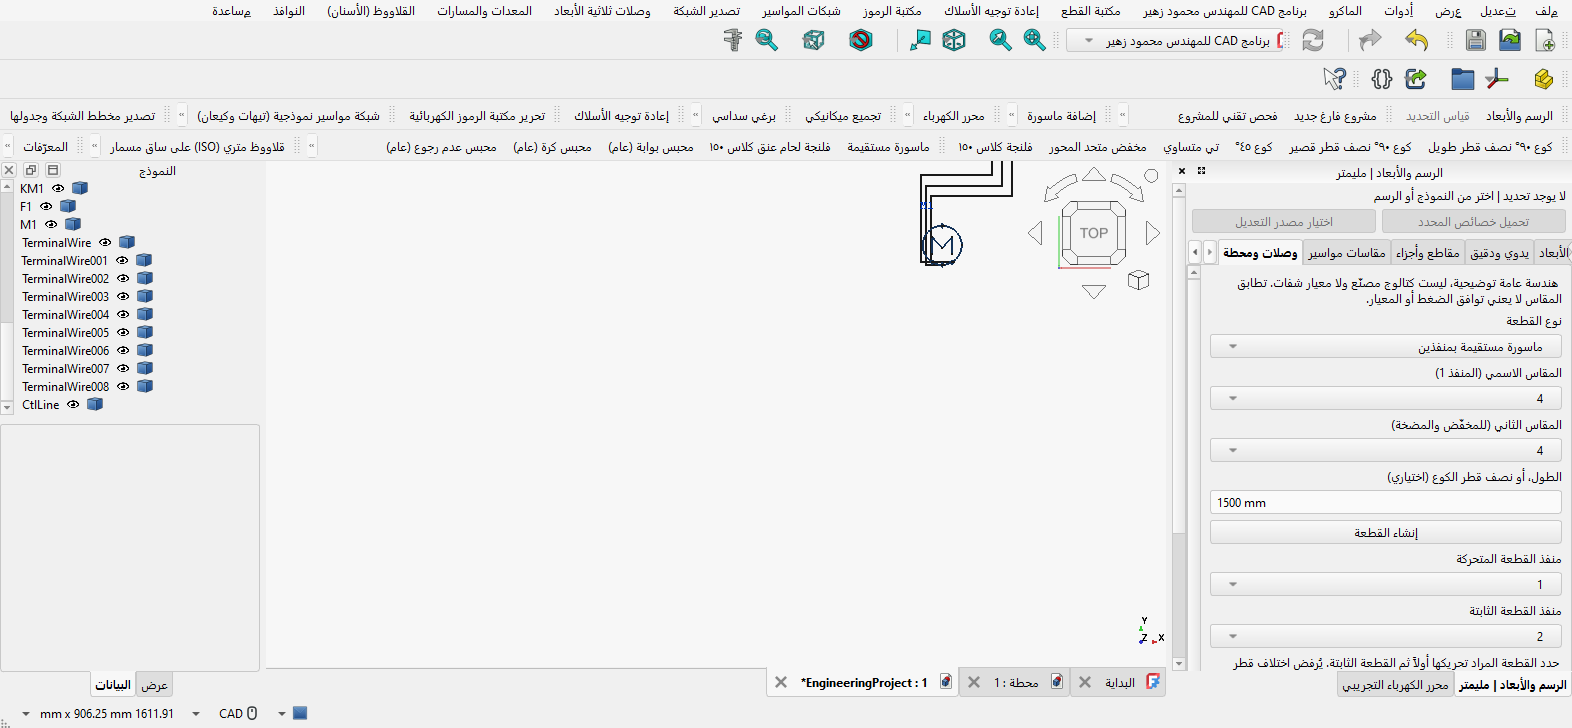 ملف تعديل عرض أدوات الماكرو برنامج CAD للمهندس محمود زهير مكتبة القطع إعادة توجيه الأسلاك مكتبة الرموز شبكات المواسير تصدير الشبكة وصلات ثلاثية الأبعاد المعدات والمسارات القلاووظ (الأسنان) النوافذ مساعدة
برنامج CAD للمهندس محمود زهير
الرسم والأبعاد قياس التحديد مشروع فارغ جديد فحص تقني للمشروع » إضافة ماسورة » محرر الكهرباء » تجميع ميكانيكي برغي سداسي » إعادة توجيه الأسلاك تحرير مكتبة الرموز الكهربائية شبكة مواسير نموذجية (تيهات وكيعان) » تصدير مخطط الشبكة وجدولها
كوع ٩٠° نصف قطر طويل كوع ٩٠° نصف قطر قصير كوع ٤٥° تي متساوي مخفض متحد المحور فلنجة كلاس ١٥٠ ماسورة مستقيمة فلنجة لحام عنق كلاس ١٥٠ محبس بوابة (عام) محبس كرة (عام) محبس عدم رجوع (عام) » قلاووظ متري (ISO) على ساق مسمار » المعرّفات »
الرسم والأبعاد | مليمتر
لا يوجد تحديد | اختر من النموذج أو الرسم
تحميل خصائص المحدد اختيار مصدر التعديل
الأبعاد يدوي ودقيق مقاطع وأجزاء مقاسات مواسير وصلات ومحطة
هندسة عامة توضيحية، ليست كتالوج مصنّع ولا معيار شفات. تطابق
المقاس لا يعني توافق الضغط أو المعيار.
نوع القطعة
ماسورة مستقيمة بمنفذين
المقاس الاسمي (المنفذ 1)
4
المقاس الثاني (للمخفّض والمضخة)
4
الطول، أو نصف قطر الكوع (اختياري)
1500 mm
إنشاء القطعة
منفذ القطعة المتحركة
1
منفذ القطعة الثابتة
2
حدد القطعة المراد تحريكها أولاً ثم القطعة الثابتة. يُرفض اختلاف قطر
الرسم والأبعاد | مليمتر محرر الكهرباء التجريبي
TOP
M1
M
Y
Z X
النموذج
KM1
F1
M1
TerminalWire
TerminalWire001
TerminalWire002
TerminalWire003
TerminalWire004
TerminalWire005
TerminalWire006
TerminalWire007
TerminalWire008
CtlLine
عرض البيانات
البداية محطة : 1 EngineeringProject : 1*
1611.91 mm x 906.25 mm CAD